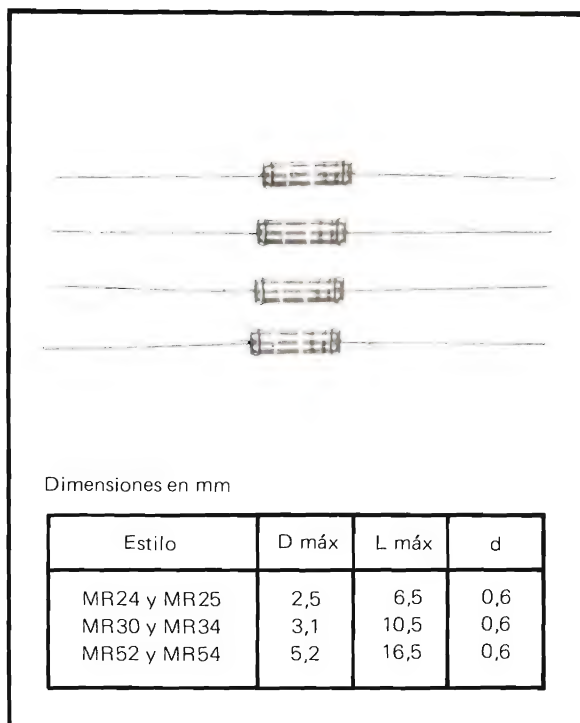 Dimensiones en mm
Estilo D máx L máx d
MR24 y MR25 2,5 6,5 0,6
MR30 y MR34 3,1 10,5 0,6
MR52 y MR54 5,2 16,5 0,6